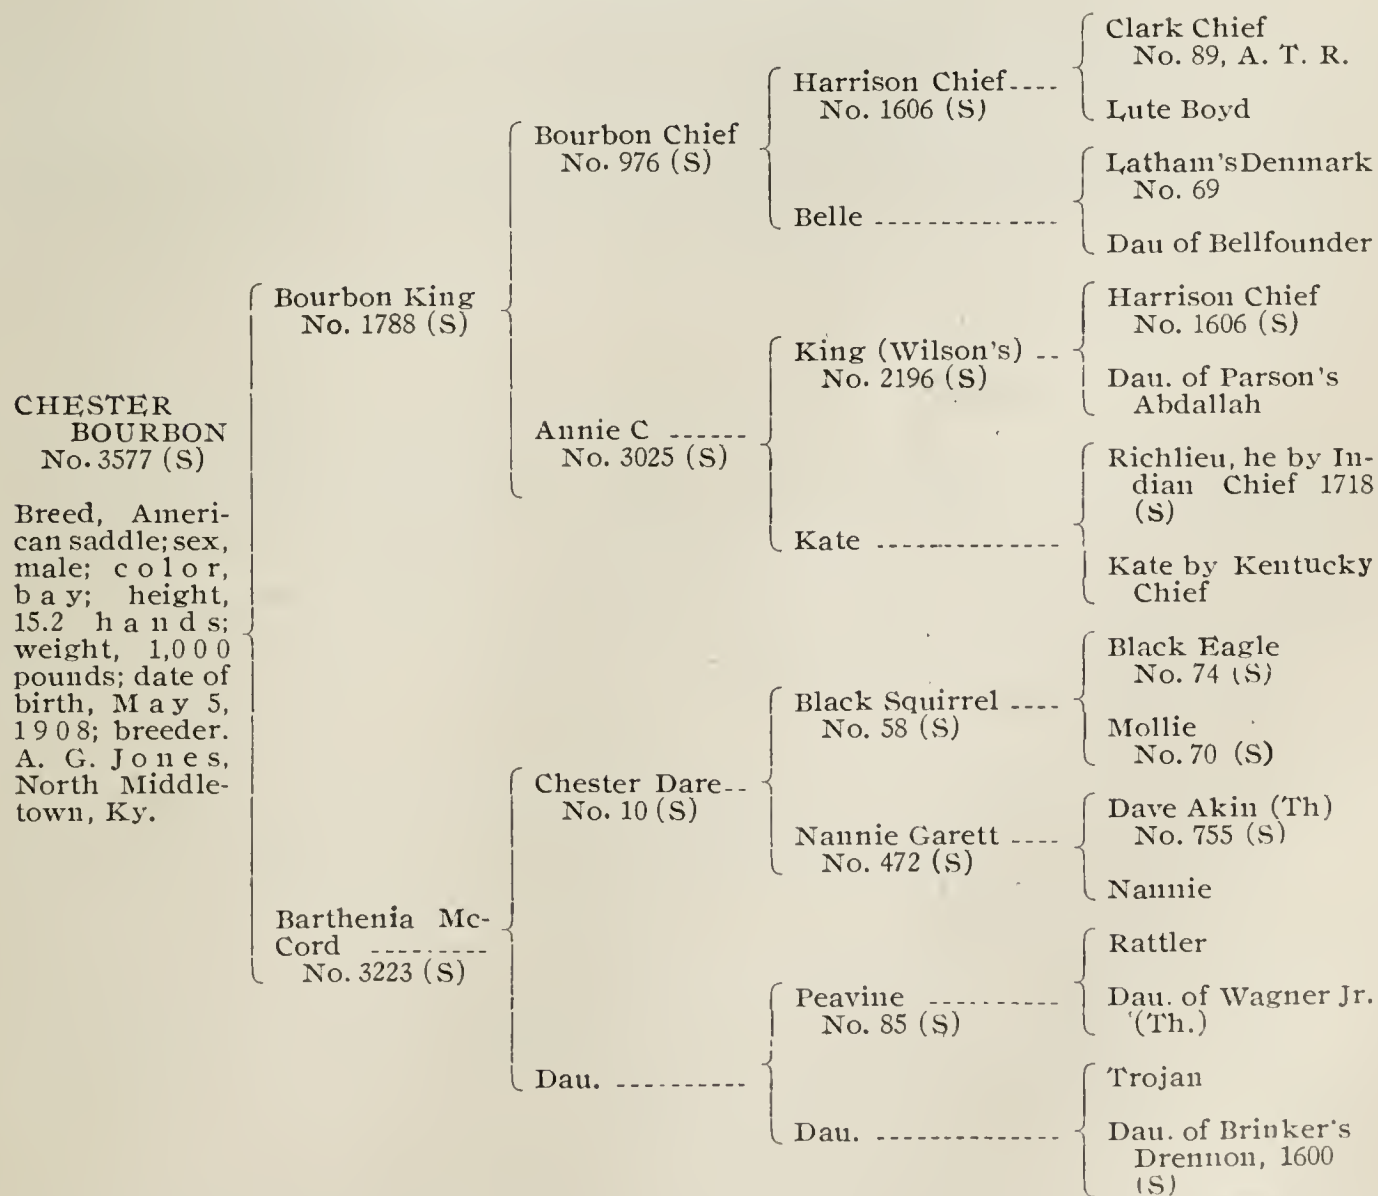 CHESTER
BOURBON
No. 3577 (S)
Breed, Ameri-
can saddle; sex,
male; color,
bay; height,
15.2 hands;
weight, 1,000
pounds; date of
birth, May 5,
1908; breeder.
A. G. Jones,
North Middle-
town, Ky.
Bourbon King
No. 1788 (S)
Barthenia Mc-
Cord ----------
No. 3223 (S)
Bourbon Chief
No. 976 (S)
Annie C ------
No. 3025 (S)
Chester Dare--
No. 10 (S)
Dau. ----------
Harrison Chief----
No. 1606 (S)
Belle --------------
King (Wilson's) --
No. 2196 (S)
Kate --------------
Black Squirrel ----
No. 58 (S)
Nannie Garett ----
No. 472 (S)
Peavine ----------
No. 85 (S)
Dau. --------------
Clark Chief
No. 89, A. T. R.
Lute Boyd
Latham's Denmark
No. 69
Dau of Bellfounder
Harrison Chief
No. 1606 (S)
Dau. of Parson's
Abdallah
Richlieu, he by In-
dian Chief 1718
(S)
Kate by Kentucky
Chief
Black Eagle
No. 74 (S)
Mollie
No. 70 (S)
Dave Akin (Th)
No. 755 (S)
Nannie
Rattler
Dau. of Wagner Jr.
(Th.)
Trojan
Dau. of Brinker's
Drennon, 1600
(S)